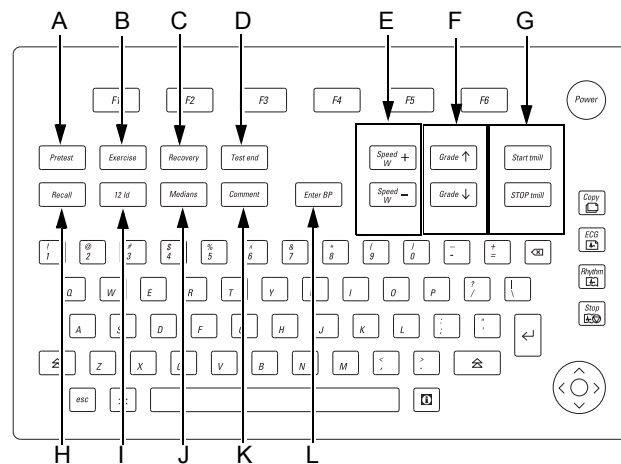 A B C D E F G
F1 F2 F3 F4 F5 F6 Power
Pretest Exercise Recovery Test end Speed W + Grade ↑ Start tmill
Recall 12 ld Medians Comment Enter BP Speed W − Grade ↓ STOP tmill
Copy
! 1 @ 2 # 3 $ 4 % 5 ^ 6 & 7 * 8 ( 9 ) 0 – - + =
ECG
Q W E R T Y I O P ? / | \
Rhythm
A S D F G H J K L : ; " '
Stop
Z X C V B N M < , > .
esc
H I J K L